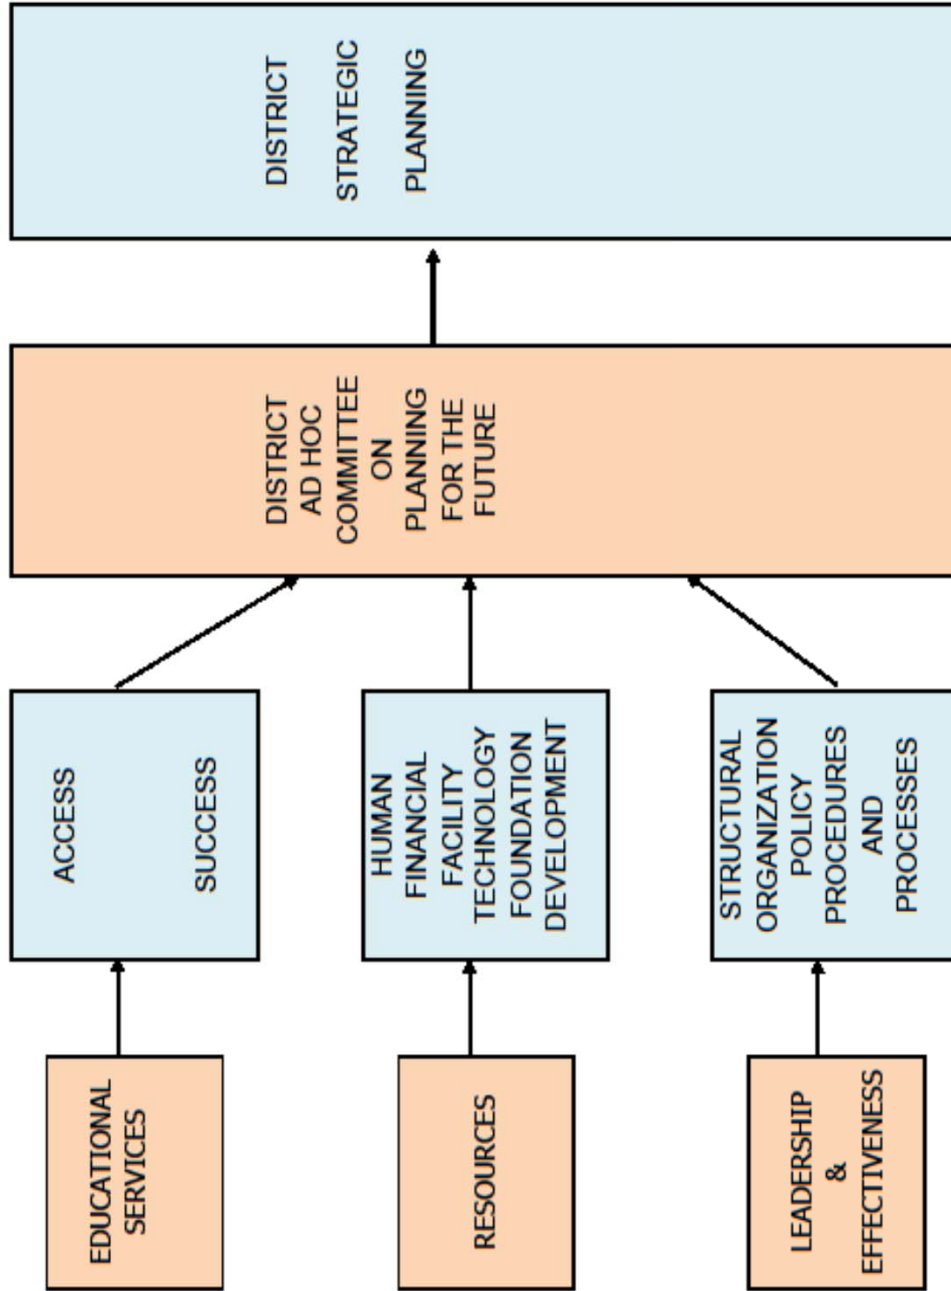 EDUCATIONAL
SERVICES
ACCESS
SUCCESS
RESOURCES
HUMAN
FINANCIAL
FACILITY
TECHNOLOGY
FOUNDATION
DEVELOPMENT
LEADERSHIP
&
EFFECTIVENESS
STRUCTURAL
ORGANIZATION
POLICY
PROCEDURES
AND
PROCESSES
DISTRICT
AD HOC
COMMITTEE
ON
PLANNING
FOR THE
FUTURE
DISTRICT
STRATEGIC
PLANNING